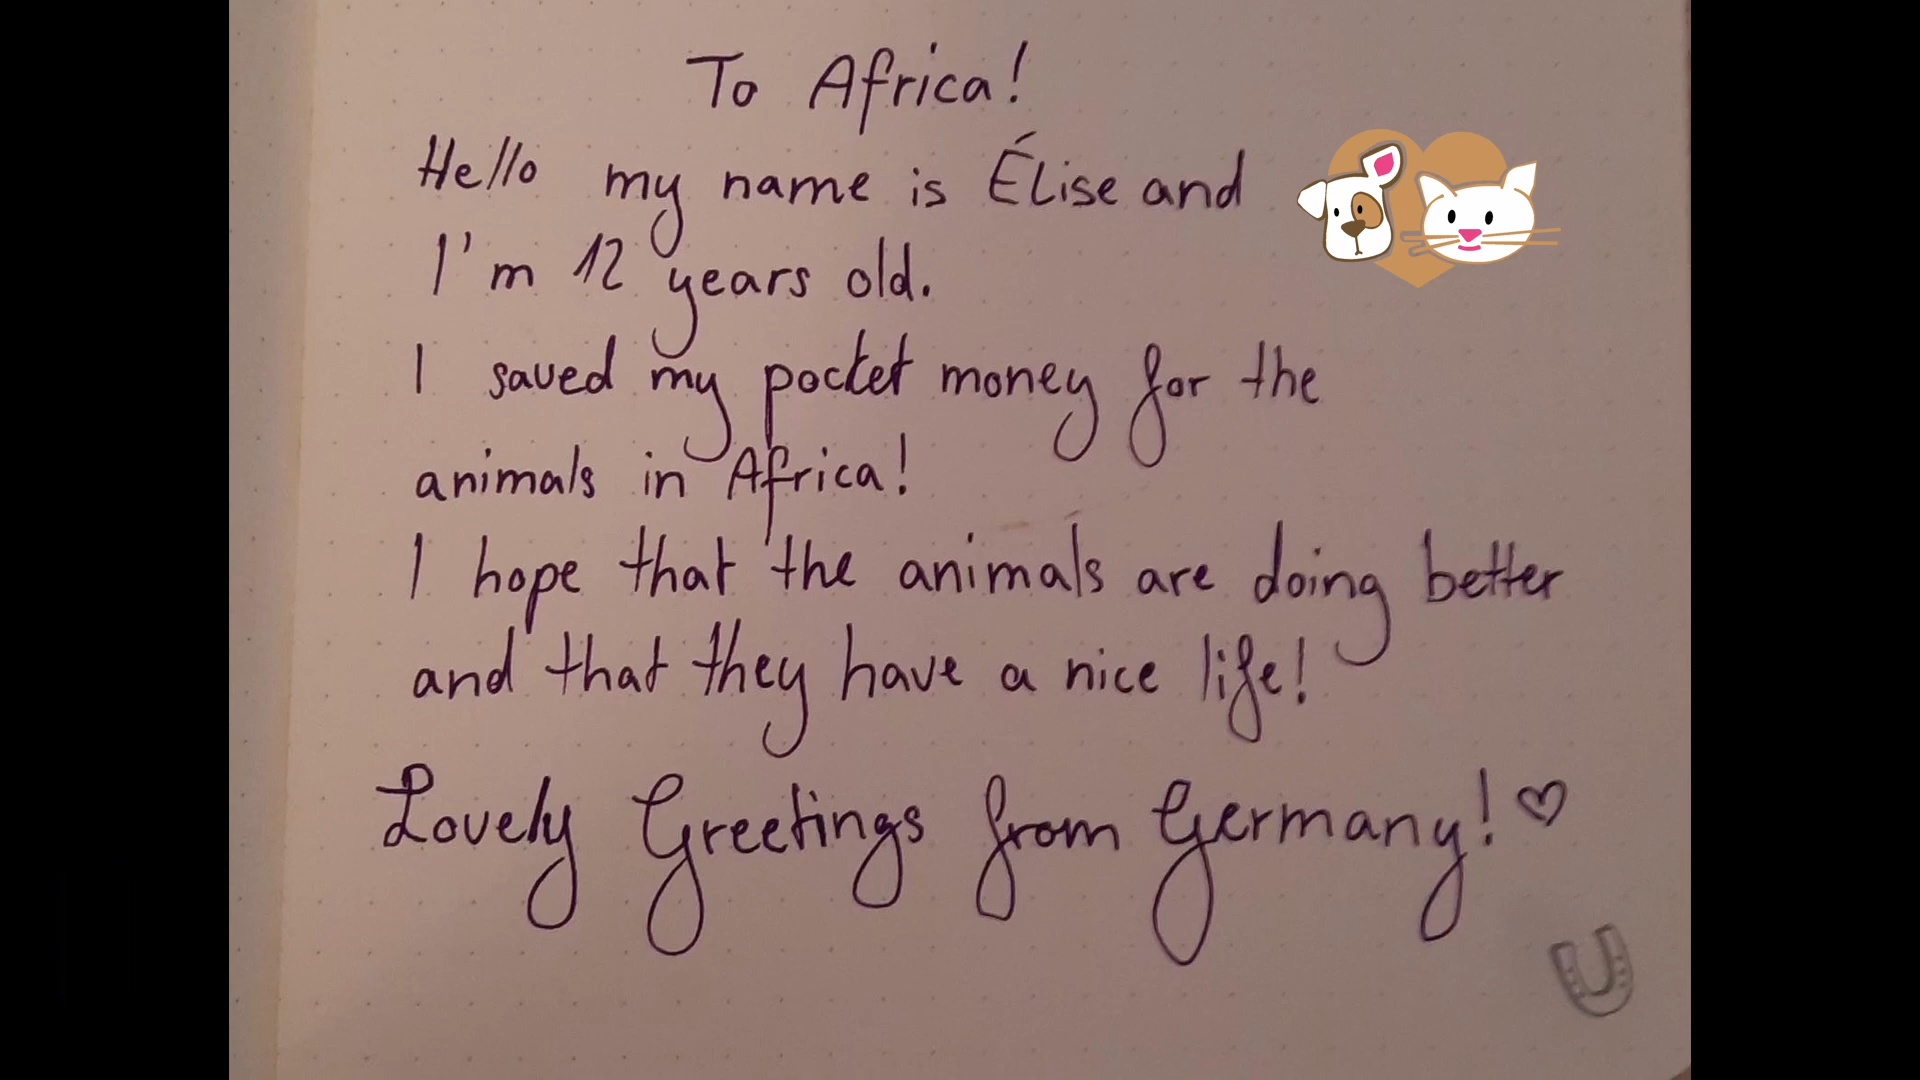 To Africa!
Hello my name is Élise and
I'm 12 years old.
I saved my pocket money for the
animals in Africa!
I hope that the animals are doing better
and that they have a nice life!
Lovely Greetings from Germany! ♡